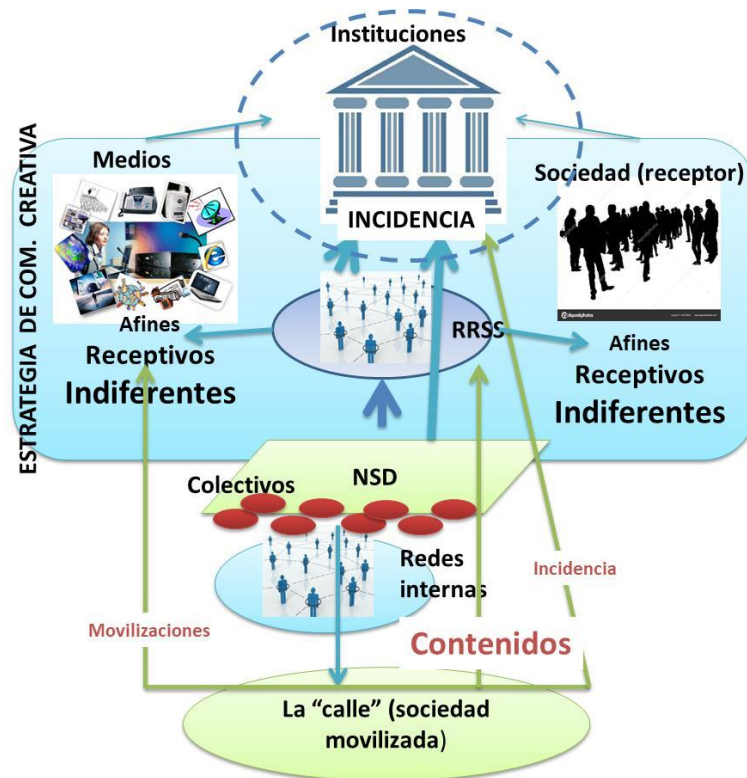 Instituciones
INCIDENCIA
ESTRATEGIA DE COM. CREATIVA
Medios
Afines
Receptivos
Indiferentes
RRSS
Sociedad (receptor)
depositphotos
Afines
Receptivos
Indiferentes
NSD
Colectivos
Redes
internas
Incidencia
Movilizaciones
Contenidos
La “calle” (sociedad
movilizada)